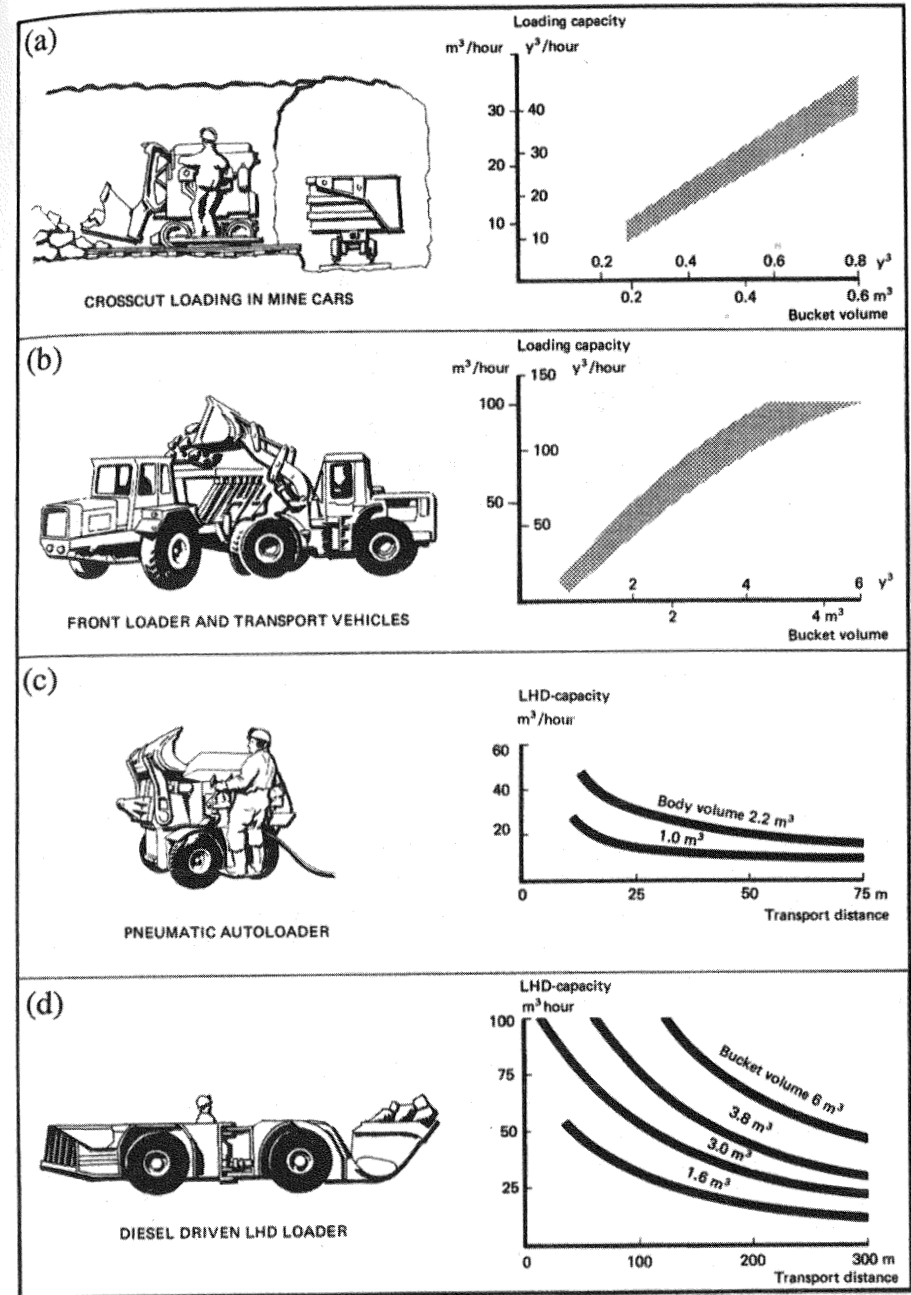 (a)
Loading capacity
m³/hour y³/hour
30 40
20 30
20
10
10
0.2 0.4 0.6 0.8 y³
0.2 0.4 0.6 m³
Bucket volume
CROSSCUT LOADING IN MINE CARS
(b)
Loading capacity
m³/hour 150 y³/hour
100
100
50
50
2 4 6 y³
2 4 m³
Bucket volume
FRONT LOADER AND TRANSPORT VEHICLES
(c)
LHD-capacity
m³/hour
60
40
Body volume 2.2 m³
20
1.0 m³
0 25 50 75 m
Transport distance
PNEUMATIC AUTOLOADER
(d)
LHD-capacity
m³ hour
100
75
Bucket volume 6 m³
50
3.8 m³
3.0 m³
25
1.6 m³
0 100 200 300 m
Transport distance
DIESEL DRIVEN LHD LOADER